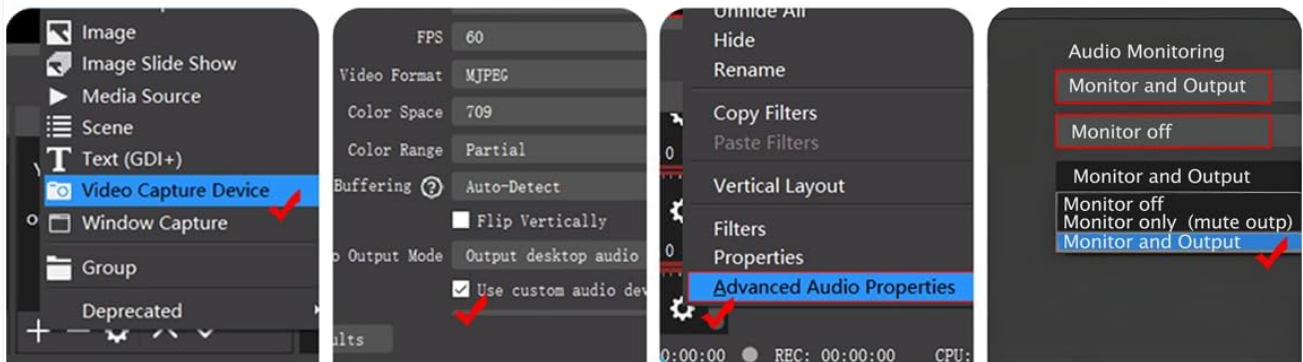 Image
Image Slide Show
Media Source
Scene
Text (GDI+)
Video Capture Device
Window Capture
Group
Deprecated
FPS 60
Video Format MJPEG
Color Space 709
Color Range Partial
Buffering ? Auto-Detect
Flip Vertically
Output Mode Output desktop audio
Use custom audio dev
ults
Unhide All
Hide
Rename
Copy Filters
Paste Filters
Vertical Layout
Filters
Properties
Advanced Audio Properties
0:00:00 REC: 00:00:00 CPU:
Audio Monitoring
Monitor and Output
Monitor off
Monitor and Output
Monitor off
Monitor only (mute outp)
Monitor and Output